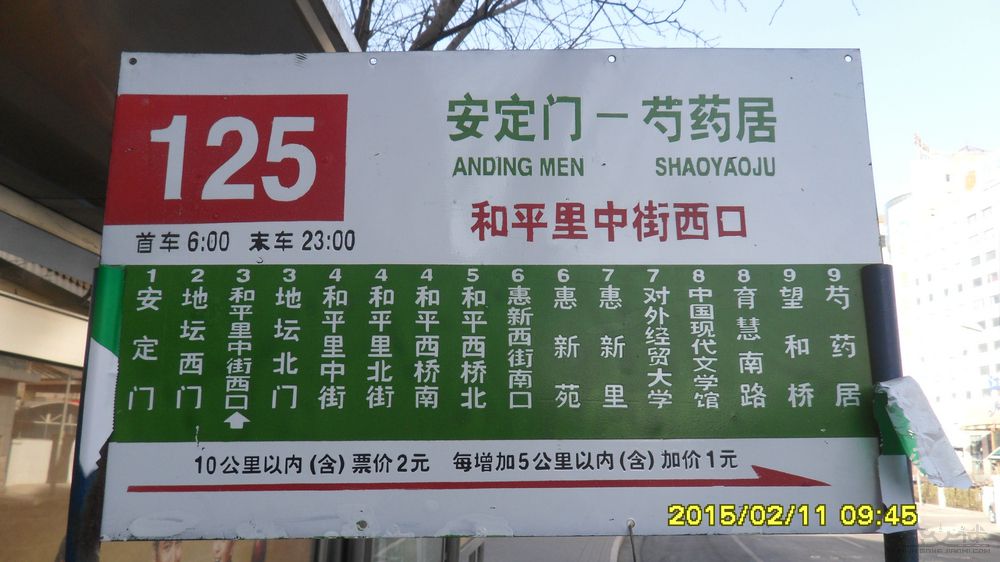 125
安定门－芍药居
ANDING MEN SHAOYAOJU
和平里中街西口
首车 6:00 末车 23:00
1 安定门
2 地坛西门
3 和平里中街西口
3 地坛北门
4 和平里中街
4 和平里北街
4 和平西桥南
5 和平西桥北
6 惠新西街南口
6 惠新苑
7 惠新里
7 对外经贸大学
8 中国现代文学馆
8 育慧南路
9 望和桥
9 芍药居
10公里以内(含)票价2元 每增加5公里以内(含)加价1元
2015/02/11 09:45